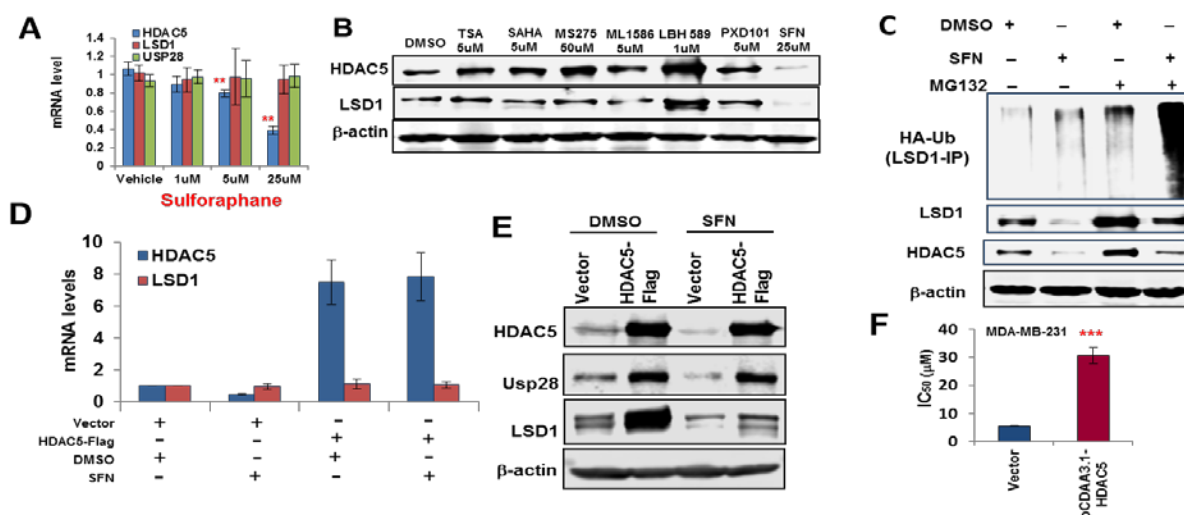 A
HDAC5
LSD1
USP28
mRNA level
1.4
1.2
1
0.8
0.6
0.4
0.2
0
**
**
Vehicle 1uM 5uM 25uM
Sulforaphane
B
DMSO TSA 5uM SAHA 5uM MS275 50uM ML1586 5uM LBH 589 1uM PXD101 5uM SFN 25uM
HDAC5
LSD1
β-actin
C
DMSO + – + –
SFN – + – +
MG132 – – + +
HA-Ub
(LSD1-IP)
LSD1
HDAC5
β-actin
D
HDAC5
LSD1
mRNA levels
10
8
6
4
2
0
Vector + + – –
HDAC5-Flag – – + +
DMSO + – + –
SFN – + – +
E
DMSO SFN
Vector
HDAC5-
Flag
Vector
HDAC5-
Flag
HDAC5
Usp28
LSD1
β-actin
F
MDA-MB-231
***
IC50 (μM)
40
30
20
10
0
Vector
pCDAA3.1-
HDAC5